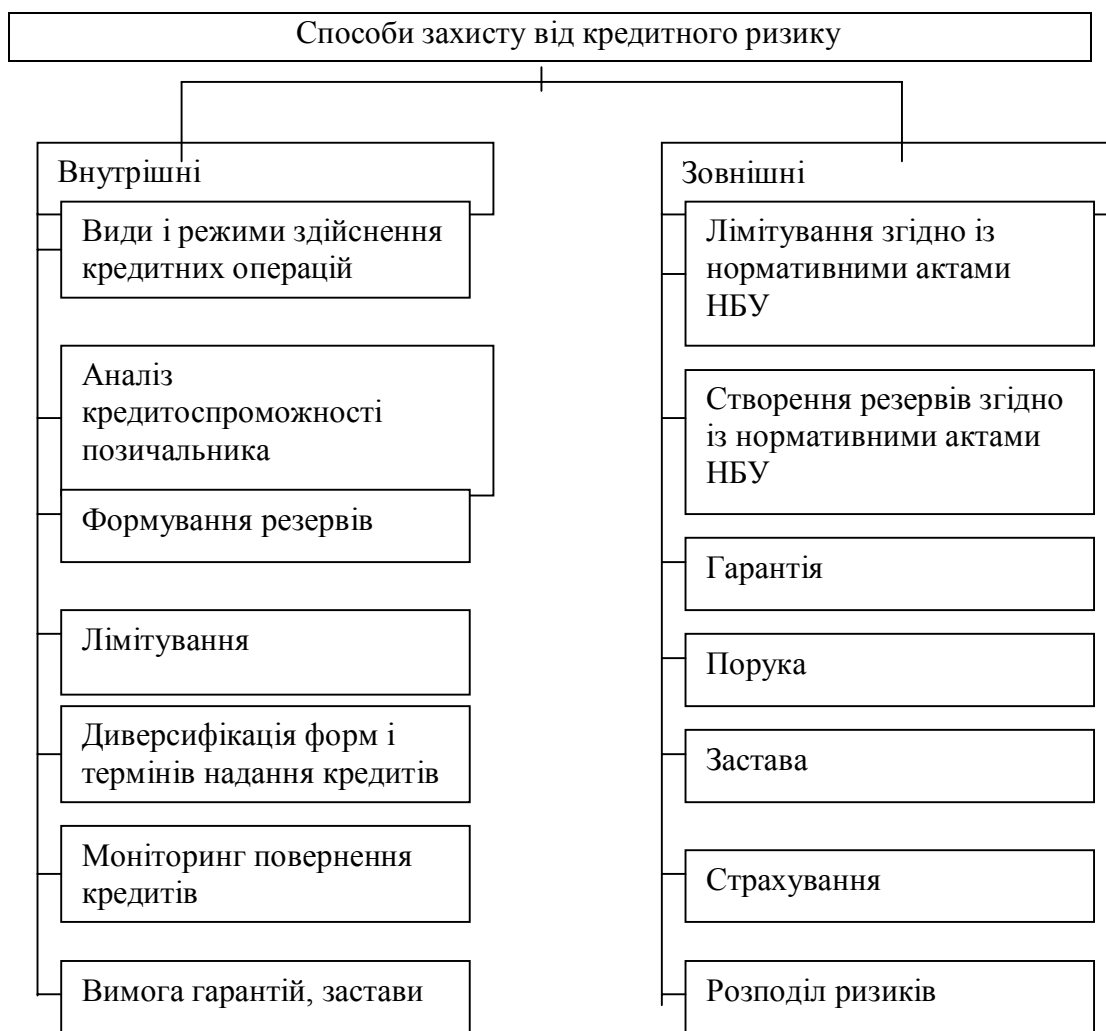 Способи захисту від кредитного ризику
Внутрішні
Види і режими здійснення
кредитних операцій
Аналіз
кредитоспроможності
позичальника
Формування резервів
Лімітування
Диверсифікація форм і
термінів надання кредитів
Моніторинг повернення
кредитів
Вимога гарантій, застави
Зовнішні
Лімітування згідно із
нормативними актами
НБУ
Створення резервів згідно
із нормативними актами
НБУ
Гарантія
Порука
Застава
Страхування
Розподіл ризиків